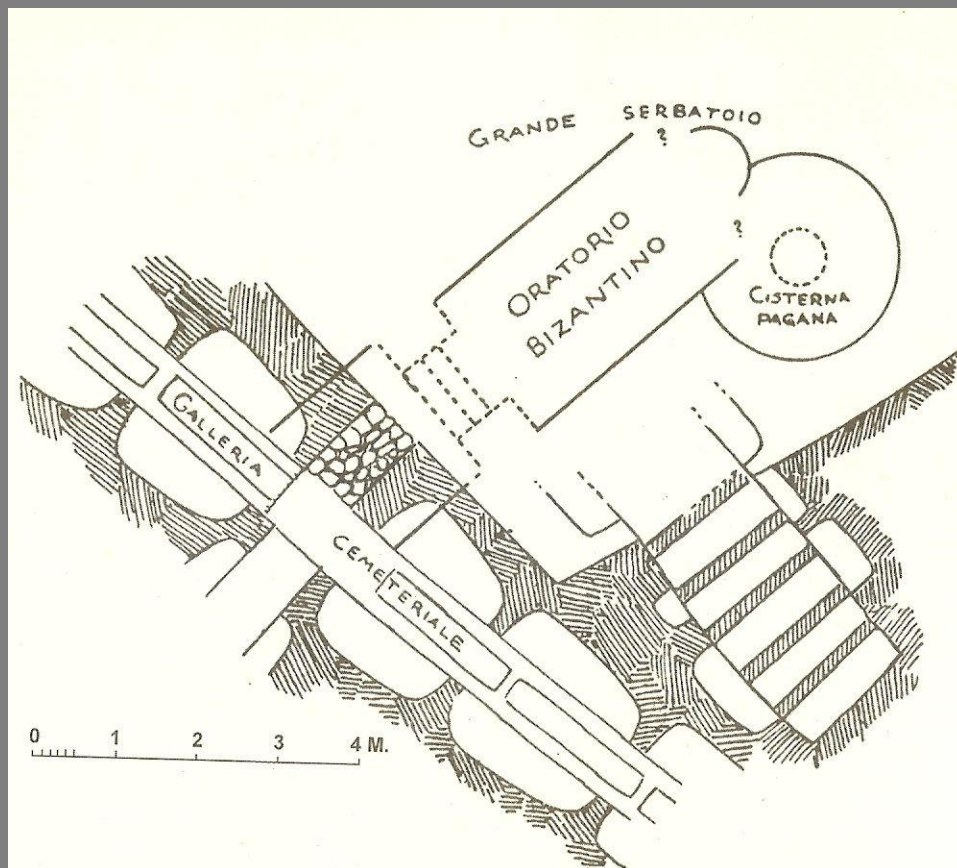 GRANDE SERBATOIO
?
?
ORATORIO
BIZANTINO
CISTERNA
PAGANA
GALLERIA
CEMETERIALE
0 1 2 3 4 M.